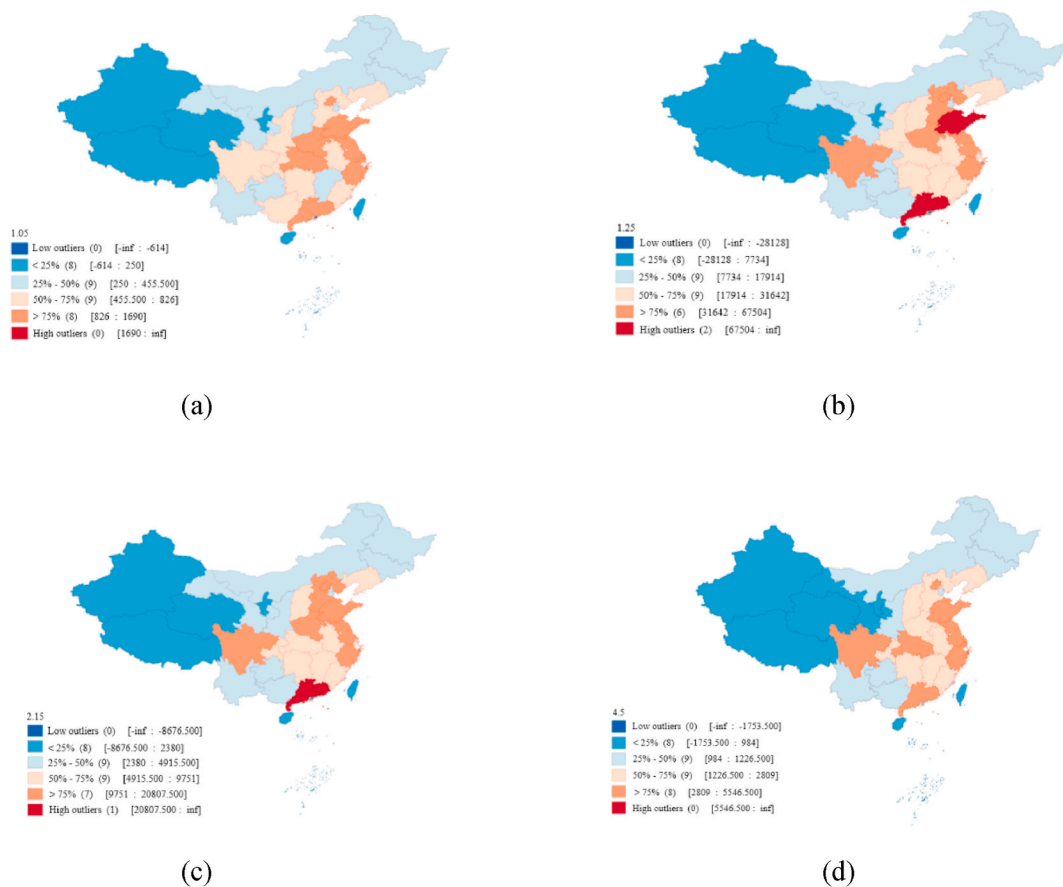 1.05
Low outliers (0) [-inf : -614]
< 25% (8) [-614 : 250]
25% - 50% (9) [250 : 455.500]
50% - 75% (9) [455.500 : 826]
> 75% (8) [826 : 1690]
High outliers (0) [1690 : inf]
(a)
1.25
Low outliers (0) [-inf : -28128]
< 25% (8) [-28128 : 7734]
25% - 50% (9) [7734 : 17914]
50% - 75% (9) [17914 : 31642]
> 75% (6) [31642 : 67504]
High outliers (2) [67504 : inf]
(b)
2.15
Low outliers (0) [-inf : -8676.500]
< 25% (8) [-8676.500 : 2380]
25% - 50% (9) [2380 : 4915.500]
50% - 75% (9) [4915.500 : 9751]
> 75% (7) [9751 : 20807.500]
High outliers (1) [20807.500 : inf]
(c)
4.5
Low outliers (0) [-inf : -1753.500]
< 25% (8) [-1753.500 : 984]
25% - 50% (9) [984 : 1226.500]
50% - 75% (9) [1226.500 : 2809]
> 75% (8) [2809 : 5546.500]
High outliers (0) [5546.500 : inf]
(d)